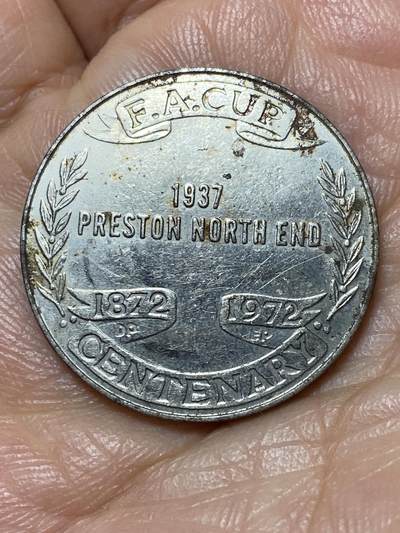 F.A. CUP
1937
PRESTON NORTH END
1872 1972
CENTENARY